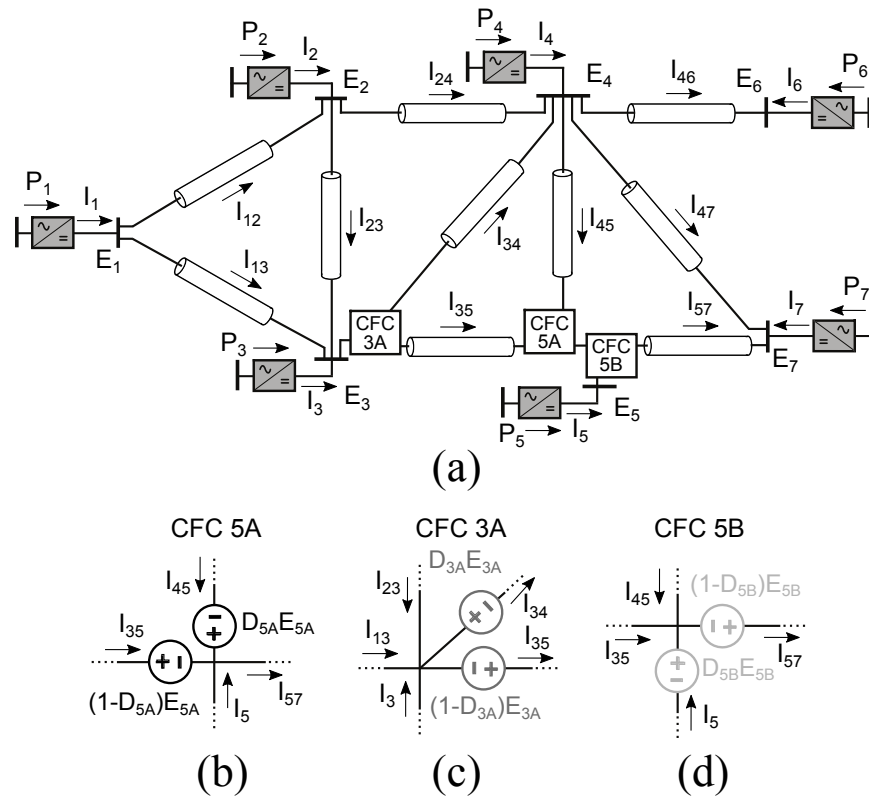 P₂ I₂ E₂
P₄ I₄ E₄
I₂₄ I₄₆
E₆ I₆ P₆
~
=
P₁ I₁ E₁
I₁₂ I₂₃ I₃₄ I₄₅ I₄₇
I₁₃
CFC
3A
I₃₅
CFC
5A
CFC
5B
I₅₇
I₇ P₇
E₇
P₃ I₃ E₃
P₅ I₅ E₅
(a)
CFC 5A
I₄₅
D₅ₐE₅ₐ
I₃₅
(1-D₅ₐ)E₅ₐ
I₅
I₅₇
(b)
CFC 3A
D₃ₐE₃ₐ
I₂₃
I₃₄
I₁₃
I₃₅
I₃
(1-D₃ₐ)E₃ₐ
(c)
CFC 5B
I₄₅
(1-D5B)E5B
I₃₅
I₅₇
D5BE5B
I₅
(d)